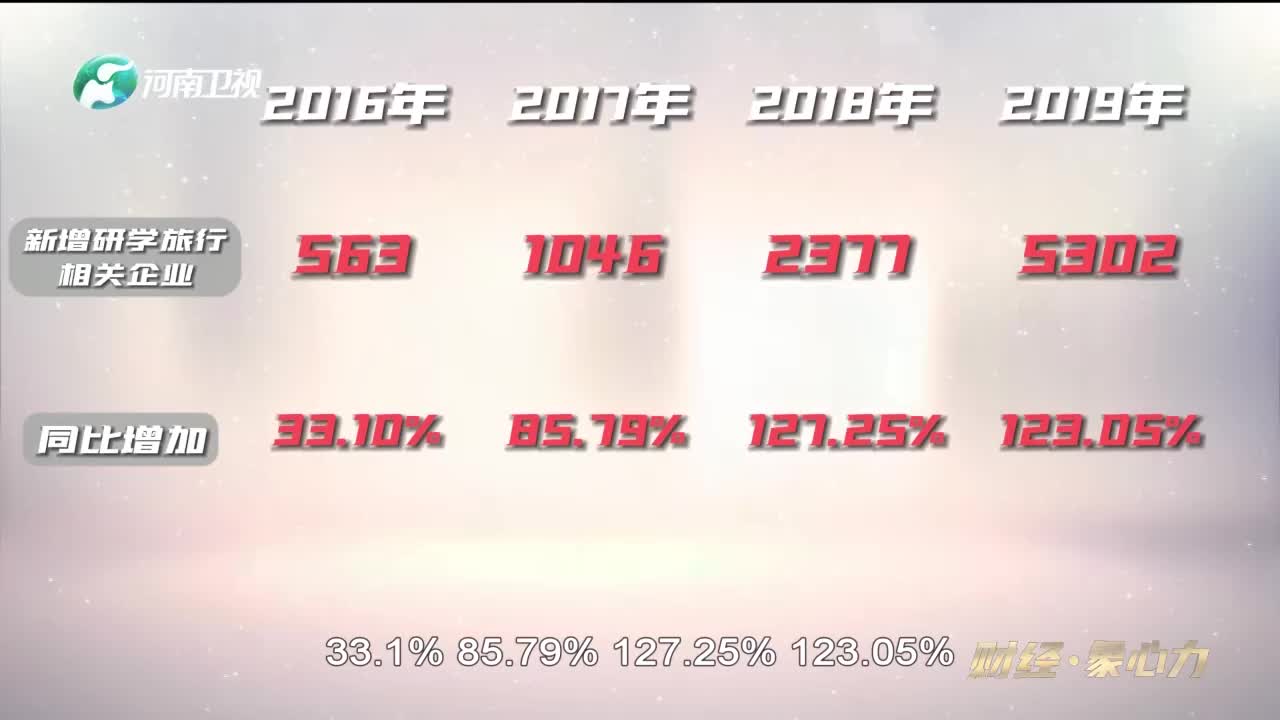 河南卫视
2016年 2017年 2018年 2019年
新增研学旅行
相关企业
563 1046 2377 5302
同比增加
33.10% 85.79% 127.25% 123.05%
33.1% 85.79% 127.25% 123.05%
财经·象心力